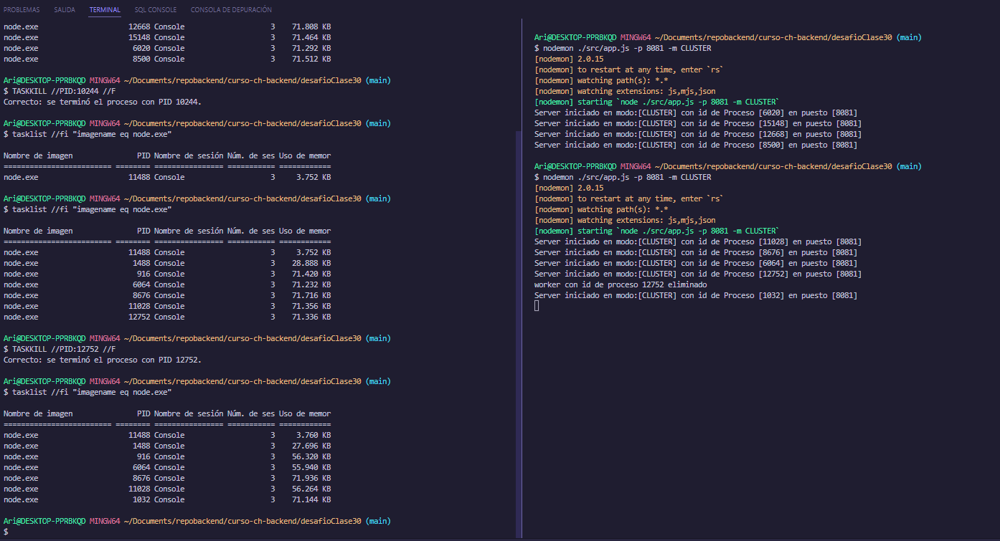 PROBLEMAS SALIDA TERMINAL SQL CONSOLE CONSOLA DE DEPURACIÓN
node.exe 12668 Console 3 71.808 KB
node.exe 15148 Console 3 71.464 KB
node.exe 6020 Console 3 71.292 KB
node.exe 8500 Console 3 71.512 KB
Ari@DESKTOP-PPRBKQD MINGW64 ~/Documents/repobackend/curso-ch-backend/desafioClase30 (main)
$ TASKKILL //PID:10244 //F
Correcto: se terminó el proceso con PID 10244.
Ari@DESKTOP-PPRBKQD MINGW64 ~/Documents/repobackend/curso-ch-backend/desafioClase30 (main)
$ tasklist //fi "imagename eq node.exe"
Nombre de imagen PID Nombre de sesión Núm. de ses Uso de memor
========================= ======== ================ =========== ============
node.exe 11488 Console 3 3.752 KB
Ari@DESKTOP-PPRBKQD MINGW64 ~/Documents/repobackend/curso-ch-backend/desafioClase30 (main)
$ tasklist //fi "imagename eq node.exe"
Nombre de imagen PID Nombre de sesión Núm. de ses Uso de memor
========================= ======== ================ =========== ============
node.exe 11488 Console 3 3.752 KB
node.exe 1488 Console 3 28.888 KB
node.exe 916 Console 3 71.420 KB
node.exe 6064 Console 3 71.232 KB
node.exe 8676 Console 3 71.716 KB
node.exe 11028 Console 3 71.356 KB
node.exe 12752 Console 3 71.336 KB
Ari@DESKTOP-PPRBKQD MINGW64 ~/Documents/repobackend/curso-ch-backend/desafioClase30 (main)
$ TASKKILL //PID:12752 //F
Correcto: se terminó el proceso con PID 12752.
Ari@DESKTOP-PPRBKQD MINGW64 ~/Documents/repobackend/curso-ch-backend/desafioClase30 (main)
$ tasklist //fi "imagename eq node.exe"
Nombre de imagen PID Nombre de sesión Núm. de ses Uso de memor
========================= ======== ================ =========== ============
node.exe 11488 Console 3 3.760 KB
node.exe 1488 Console 3 27.696 KB
node.exe 916 Console 3 56.320 KB
node.exe 6064 Console 3 55.940 KB
node.exe 8676 Console 3 71.936 KB
node.exe 11028 Console 3 56.264 KB
node.exe 1032 Console 3 71.144 KB
Ari@DESKTOP-PPRBKQD MINGW64 ~/Documents/repobackend/curso-ch-backend/desafioClase30 (main)
$
Ari@DESKTOP-PPRBKQD MINGW64 ~/Documents/repobackend/curso-ch-backend/desafioClase30 (main)
$ nodemon ./src/app.js -p 8081 -m CLUSTER
[nodemon] 2.0.15
[nodemon] to restart at any time, enter `rs`
[nodemon] watching path(s): *.*
[nodemon] watching extensions: js,mjs,json
[nodemon] starting `node ./src/app.js -p 8081 -m CLUSTER`
Server iniciado en modo:[CLUSTER] con id de Proceso [6020] en puesto [8081]
Server iniciado en modo:[CLUSTER] con id de Proceso [15148] en puesto [8081]
Server iniciado en modo:[CLUSTER] con id de Proceso [12668] en puesto [8081]
Server iniciado en modo:[CLUSTER] con id de Proceso [8500] en puesto [8081]
Ari@DESKTOP-PPRBKQD MINGW64 ~/Documents/repobackend/curso-ch-backend/desafioClase30 (main)
$ nodemon ./src/app.js -p 8081 -m CLUSTER
[nodemon] 2.0.15
[nodemon] to restart at any time, enter `rs`
[nodemon] watching path(s): *.*
[nodemon] watching extensions: js,mjs,json
[nodemon] starting `node ./src/app.js -p 8081 -m CLUSTER`
Server iniciado en modo:[CLUSTER] con id de Proceso [11028] en puesto [8081]
Server iniciado en modo:[CLUSTER] con id de Proceso [8676] en puesto [8081]
Server iniciado en modo:[CLUSTER] con id de Proceso [6064] en puesto [8081]
Server iniciado en modo:[CLUSTER] con id de Proceso [12752] en puesto [8081]
worker con id de proceso 12752 eliminado
Server iniciado en modo:[CLUSTER] con id de Proceso [1032] en puesto [8081]